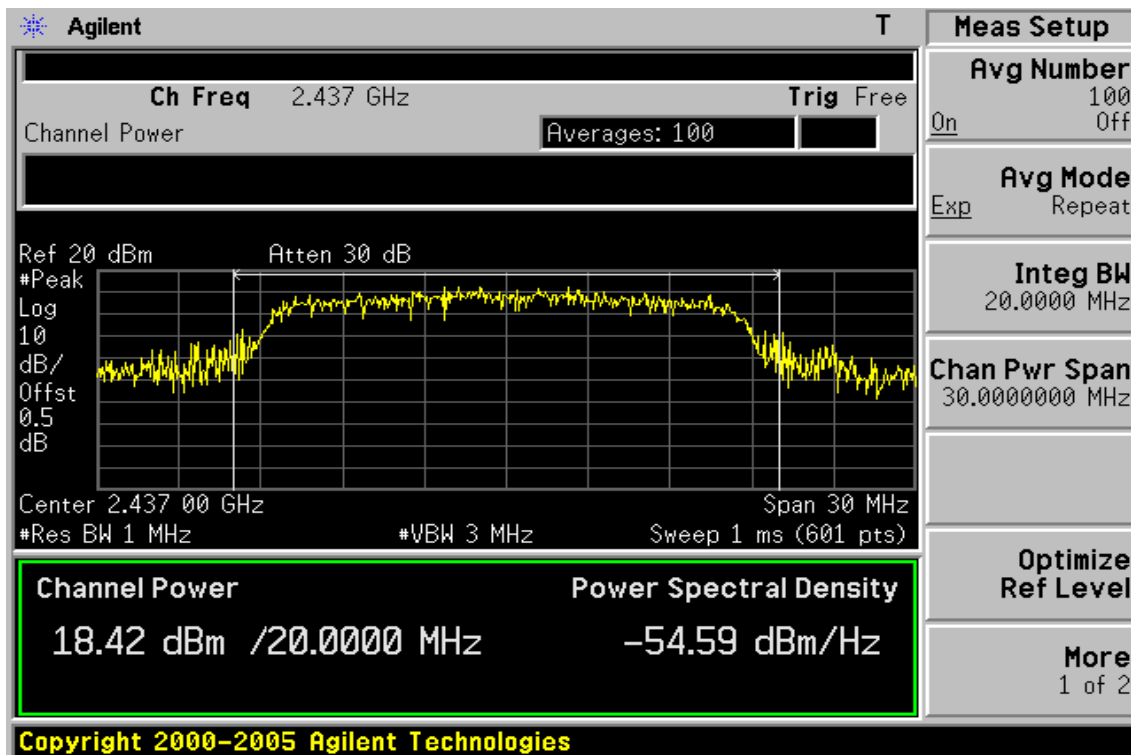 Agilent T
Ch Freq 2.437 GHz Trig Free
Channel Power Averages: 100
Ref 20 dBm Atten 30 dB
#Peak
Log
10
dB/
Offst
0.5
dB
Center 2.437 00 GHz Span 30 MHz
#Res BW 1 MHz #VBW 3 MHz Sweep 1 ms (601 pts)
Channel Power Power Spectral Density
18.42 dBm /20.0000 MHz -54.59 dBm/Hz
Meas Setup
Avg Number
100
On Off
Avg Mode
Exp Repeat
Integ BW
20.0000 MHz
Chan Pwr Span
30.0000000 MHz
Optimize
Ref Level
More
1 of 2
Copyright 2000-2005 Agilent Technologies